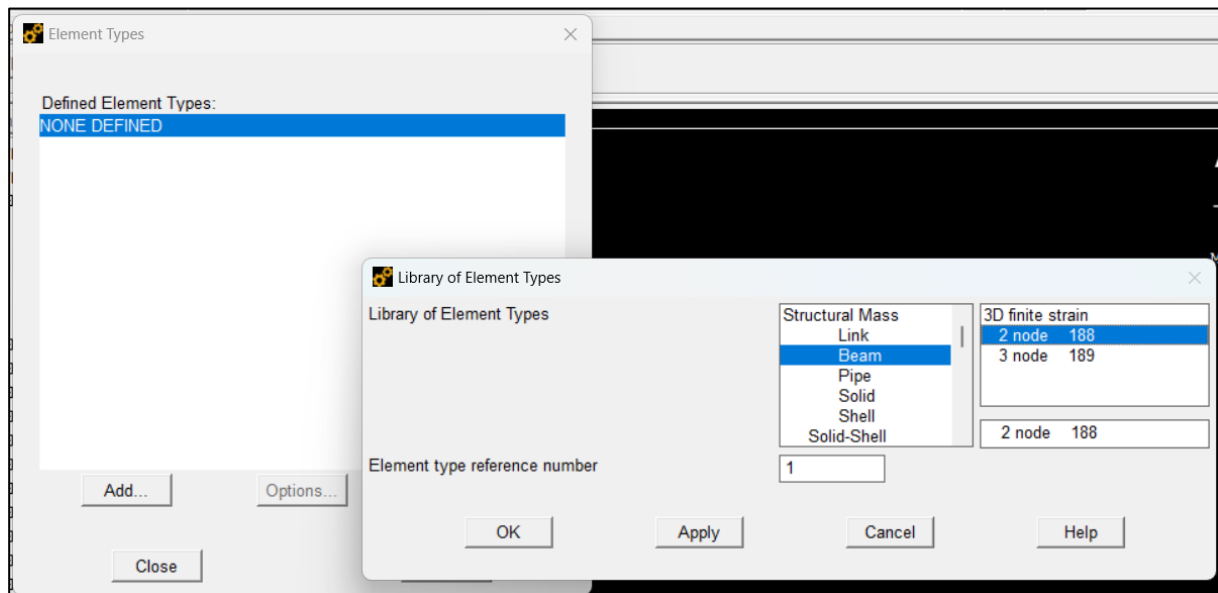 Element Types
Defined Element Types:
NONE DEFINED
Add...
Options...
Close
Library of Element Types
Library of Element Types
Structural Mass
Link
Beam
Pipe
Solid
Shell
Solid-Shell
3D finite strain
2 node 188
3 node 189
2 node 188
Element type reference number
1
OK
Apply
Cancel
Help